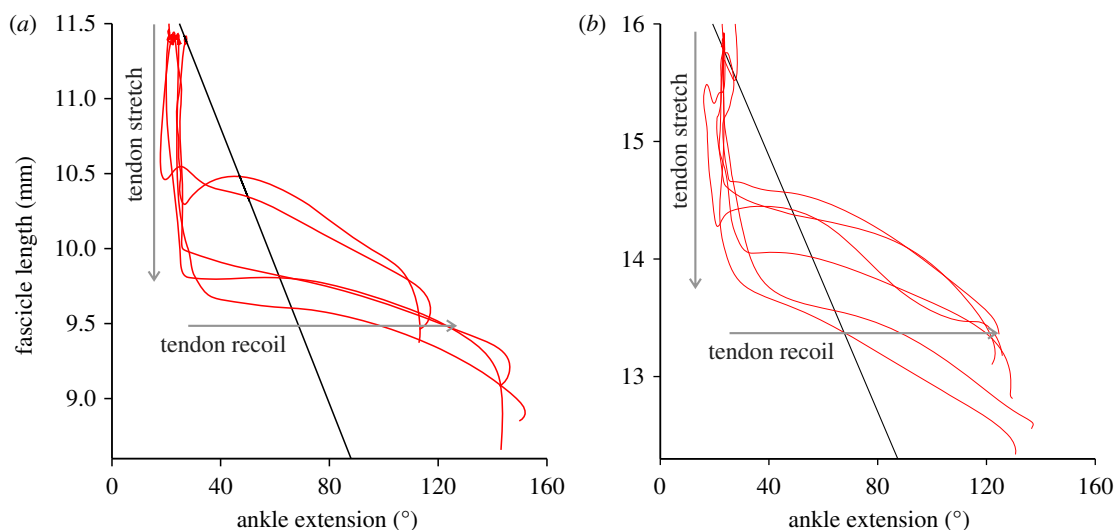 (a)
11.5
11.0
10.5
10.0
9.5
9.0
fascicle length (mm)
tendon stretch
tendon recoil
0
40
80
120
160
ankle extension (°)
(b)
16
15
14
13
tendon stretch
tendon recoil
0
40
80
120
160
ankle extension (°)